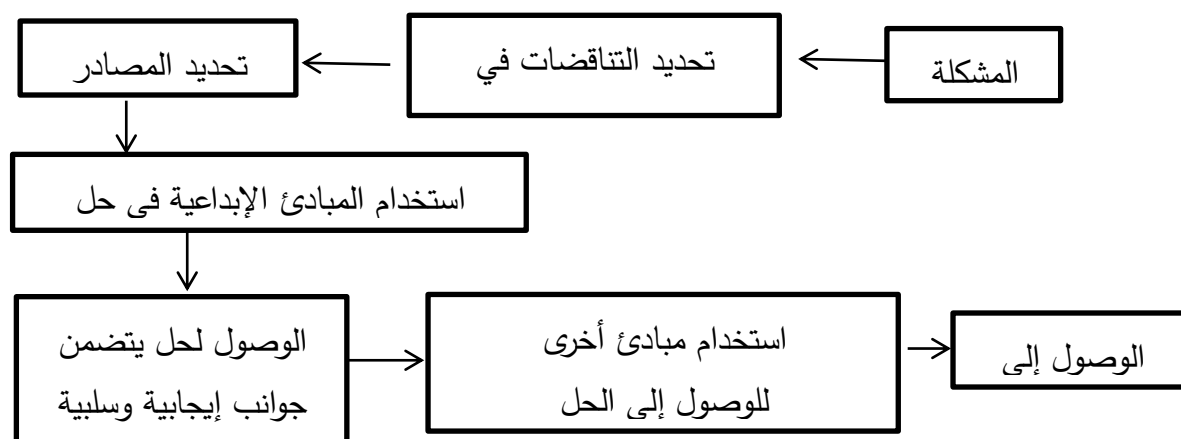 المشكلة
تحديد التناقضات في
تحديد المصادر
استخدام المبادئ الإبداعية في حل
الوصول لحل يتضمن
جوانب إيجابية وسلبية
استخدام مبادئ أخرى
للوصول إلى الحل
الوصول إلى